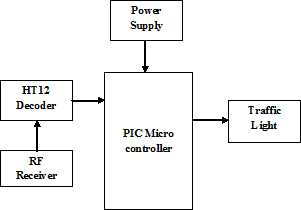 Power
Supply
HT12
Decoder
PIC Micro
controller
Traffic
Light
RF
Receiver